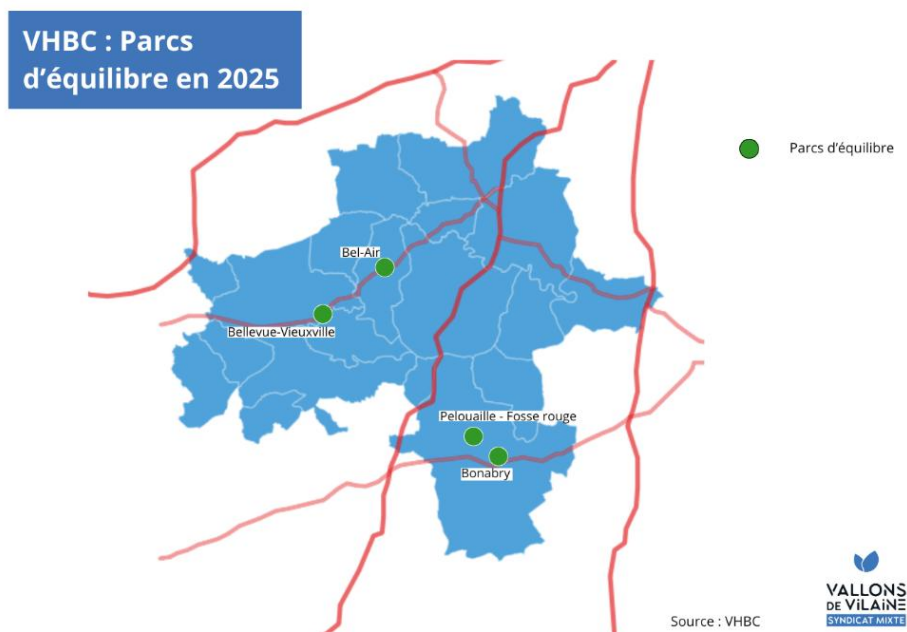 VHBC : Parcs
d'équilibre en 2025
Parcs d'équilibre
Bel-Air
Bellevue-Vieuxville
Pelouaille - Fosse rouge
Bonabry
Source : VHBC
VALLONS
DE VILAINE
SYNDICAT MIXTE